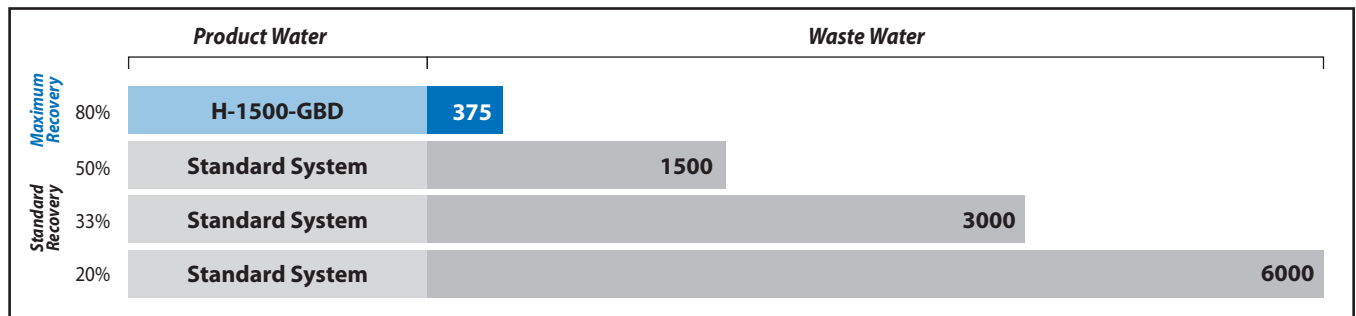 Product Water
Waste Water
Maximum
Recovery
80%
H-1500-GBD
375
50%
Standard System
1500
Standard
Recovery
33%
Standard System
3000
20%
Standard System
6000